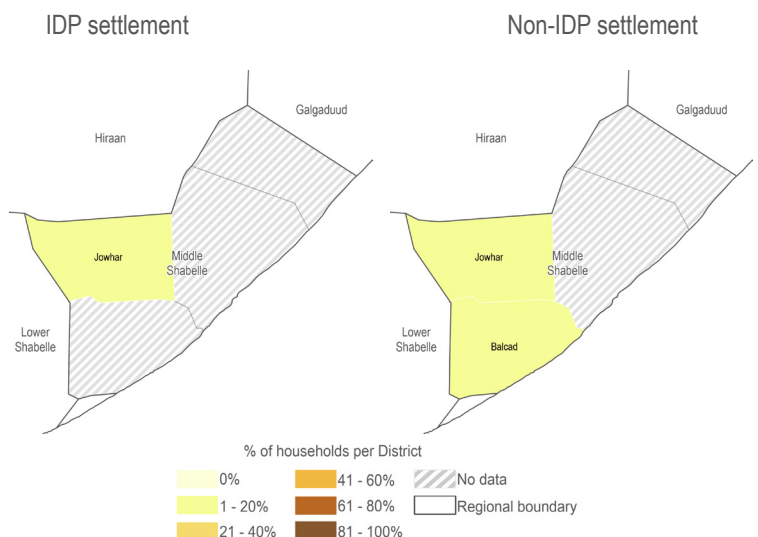 IDP settlement
Non-IDP settlement
Galgaduud
Hiraan
Jowhar
Middle
Shabelle
Lower
Shabelle
Galgaduud
Hiraan
Jowhar
Middle
Shabelle
Lower
Shabelle
Balcad
% of households per District
0%
41 - 60%
No data
1 - 20%
61 - 80%
Regional boundary
21 - 40%
81 - 100%